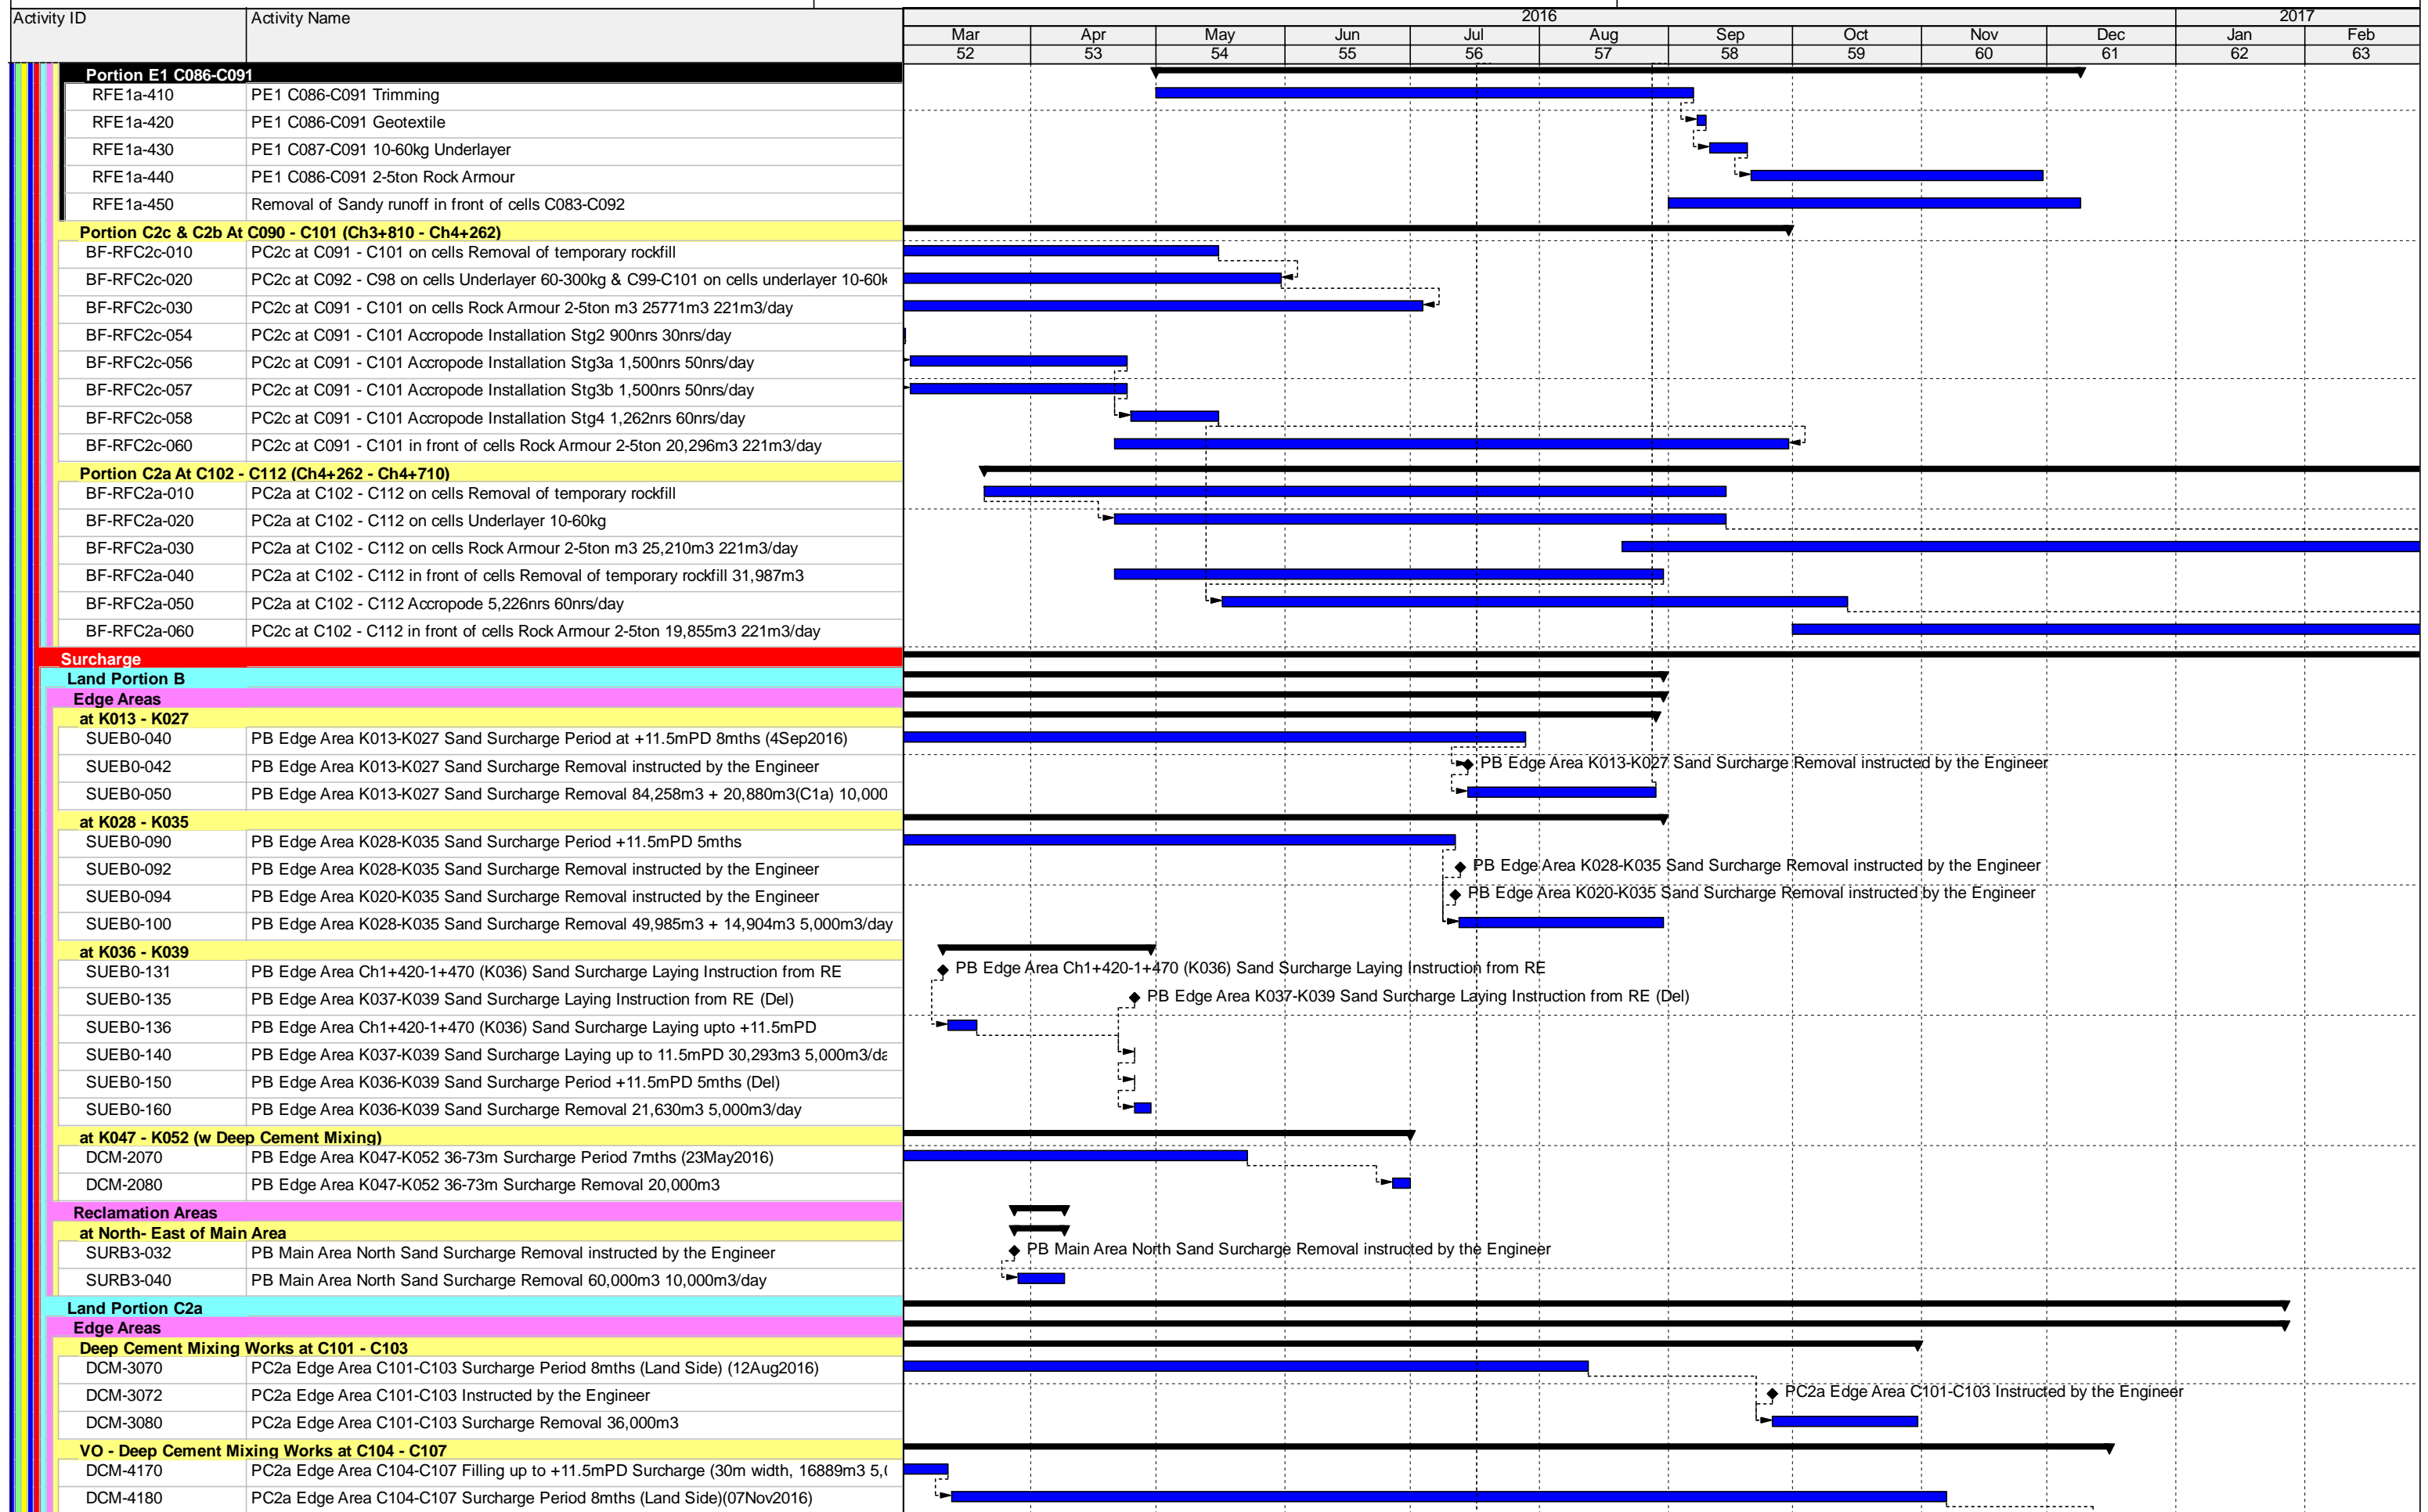 Activity ID Activity Name 2016 2017
Mar Apr May Jun Jul Aug Sep Oct Nov Dec Jan Feb
52 53 54 55 56 57 58 59 60 61 62 63
Portion E1 C086-C091
RFE1a-410 PE1 C086-C091 Trimming
RFE1a-420 PE1 C086-C091 Geotextile
RFE1a-430 PE1 C087-C091 10-60kg Underlayer
RFE1a-440 PE1 C086-C091 2-5ton Rock Armour
RFE1a-450 Removal of Sandy runoff in front of cells C083-C092
Portion C2c & C2b At C090 - C101 (Ch3+810 - Ch4+262)
BF-RFC2c-010 PC2c at C091 - C101 on cells Removal of temporary rockfill
BF-RFC2c-020 PC2c at C092 - C98 on cells Underlayer 60-300kg & C99-C101 on cells underlayer 10-60k
BF-RFC2c-030 PC2c at C091 - C101 on cells Rock Armour 2-5ton m3 25771m3 221m3/day
BF-RFC2c-054 PC2c at C091 - C101 Accropode Installation Stg2 900nrs 30nrs/day
BF-RFC2c-056 PC2c at C091 - C101 Accropode Installation Stg3a 1,500nrs 50nrs/day
BF-RFC2c-057 PC2c at C091 - C101 Accropode Installation Stg3b 1,500nrs 50nrs/day
BF-RFC2c-058 PC2c at C091 - C101 Accropode Installation Stg4 1,262nrs 60nrs/day
BF-RFC2c-060 PC2c at C091 - C101 in front of cells Rock Armour 2-5ton 20,296m3 221m3/day
Portion C2a At C102 - C112 (Ch4+262 - Ch4+710)
BF-RFC2a-010 PC2a at C102 - C112 on cells Removal of temporary rockfill
BF-RFC2a-020 PC2a at C102 - C112 on cells Underlayer 10-60kg
BF-RFC2a-030 PC2a at C102 - C112 on cells Rock Armour 2-5ton m3 25,210m3 221m3/day
BF-RFC2a-040 PC2a at C102 - C112 in front of cells Removal of temporary rockfill 31,987m3
BF-RFC2a-050 PC2a at C102 - C112 Accropode 5,226nrs 60nrs/day
BF-RFC2a-060 PC2c at C102 - C112 in front of cells Rock Armour 2-5ton 19,855m3 221m3/day
Surcharge
Land Portion B
Edge Areas
at K013 - K027
SUEB0-040 PB Edge Area K013-K027 Sand Surcharge Period at +11.5mPD 8mths (4Sep2016)
SUEB0-042 PB Edge Area K013-K027 Sand Surcharge Removal instructed by the Engineer PB Edge Area K013-K027 Sand Surcharge Removal instructed by the Engineer
SUEB0-050 PB Edge Area K013-K027 Sand Surcharge Removal 84,258m3 + 20,880m3(C1a) 10,000
at K028 - K035
SUEB0-090 PB Edge Area K028-K035 Sand Surcharge Period +11.5mPD 5mths
SUEB0-092 PB Edge Area K028-K035 Sand Surcharge Removal instructed by the Engineer PB Edge Area K028-K035 Sand Surcharge Removal instructed by the Engineer
SUEB0-094 PB Edge Area K020-K035 Sand Surcharge Removal instructed by the Engineer PB Edge Area K020-K035 Sand Surcharge Removal instructed by the Engineer
SUEB0-100 PB Edge Area K028-K035 Sand Surcharge Removal 49,985m3 + 14,904m3 5,000m3/day
at K036 - K039
SUEB0-131 PB Edge Area Ch1+420-1+470 (K036) Sand Surcharge Laying Instruction from RE PB Edge Area Ch1+420-1+470 (K036) Sand Surcharge Laying Instruction from RE
SUEB0-135 PB Edge Area K037-K039 Sand Surcharge Laying Instruction from RE (Del) PB Edge Area K037-K039 Sand Surcharge Laying Instruction from RE (Del)
SUEB0-136 PB Edge Area Ch1+420-1+470 (K036) Sand Surcharge Laying upto +11.5mPD
SUEB0-140 PB Edge Area K037-K039 Sand Surcharge Laying up to 11.5mPD 30,293m3 5,000m3/da
SUEB0-150 PB Edge Area K036-K039 Sand Surcharge Period +11.5mPD 5mths (Del)
SUEB0-160 PB Edge Area K036-K039 Sand Surcharge Removal 21,630m3 5,000m3/day
at K047 - K052 (w Deep Cement Mixing)
DCM-2070 PB Edge Area K047-K052 36-73m Surcharge Period 7mths (23May2016)
DCM-2080 PB Edge Area K047-K052 36-73m Surcharge Removal 20,000m3
Reclamation Areas
at North- East of Main Area
SURB3-032 PB Main Area North Sand Surcharge Removal instructed by the Engineer PB Main Area North Sand Surcharge Removal instructed by the Engineer
SURB3-040 PB Main Area North Sand Surcharge Removal 60,000m3 10,000m3/day
Land Portion C2a
Edge Areas
Deep Cement Mixing Works at C101 - C103
DCM-3070 PC2a Edge Area C101-C103 Surcharge Period 8mths (Land Side) (12Aug2016)
DCM-3072 PC2a Edge Area C101-C103 Instructed by the Engineer PC2a Edge Area C101-C103 Instructed by the Engineer
DCM-3080 PC2a Edge Area C101-C103 Surcharge Removal 36,000m3
VO - Deep Cement Mixing Works at C104 - C107
DCM-4170 PC2a Edge Area C104-C107 Filling up to +11.5mPD Surcharge (30m width, 16889m3 5,(
DCM-4180 PC2a Edge Area C104-C107 Surcharge Period 8mths (Land Side)(07Nov2016)